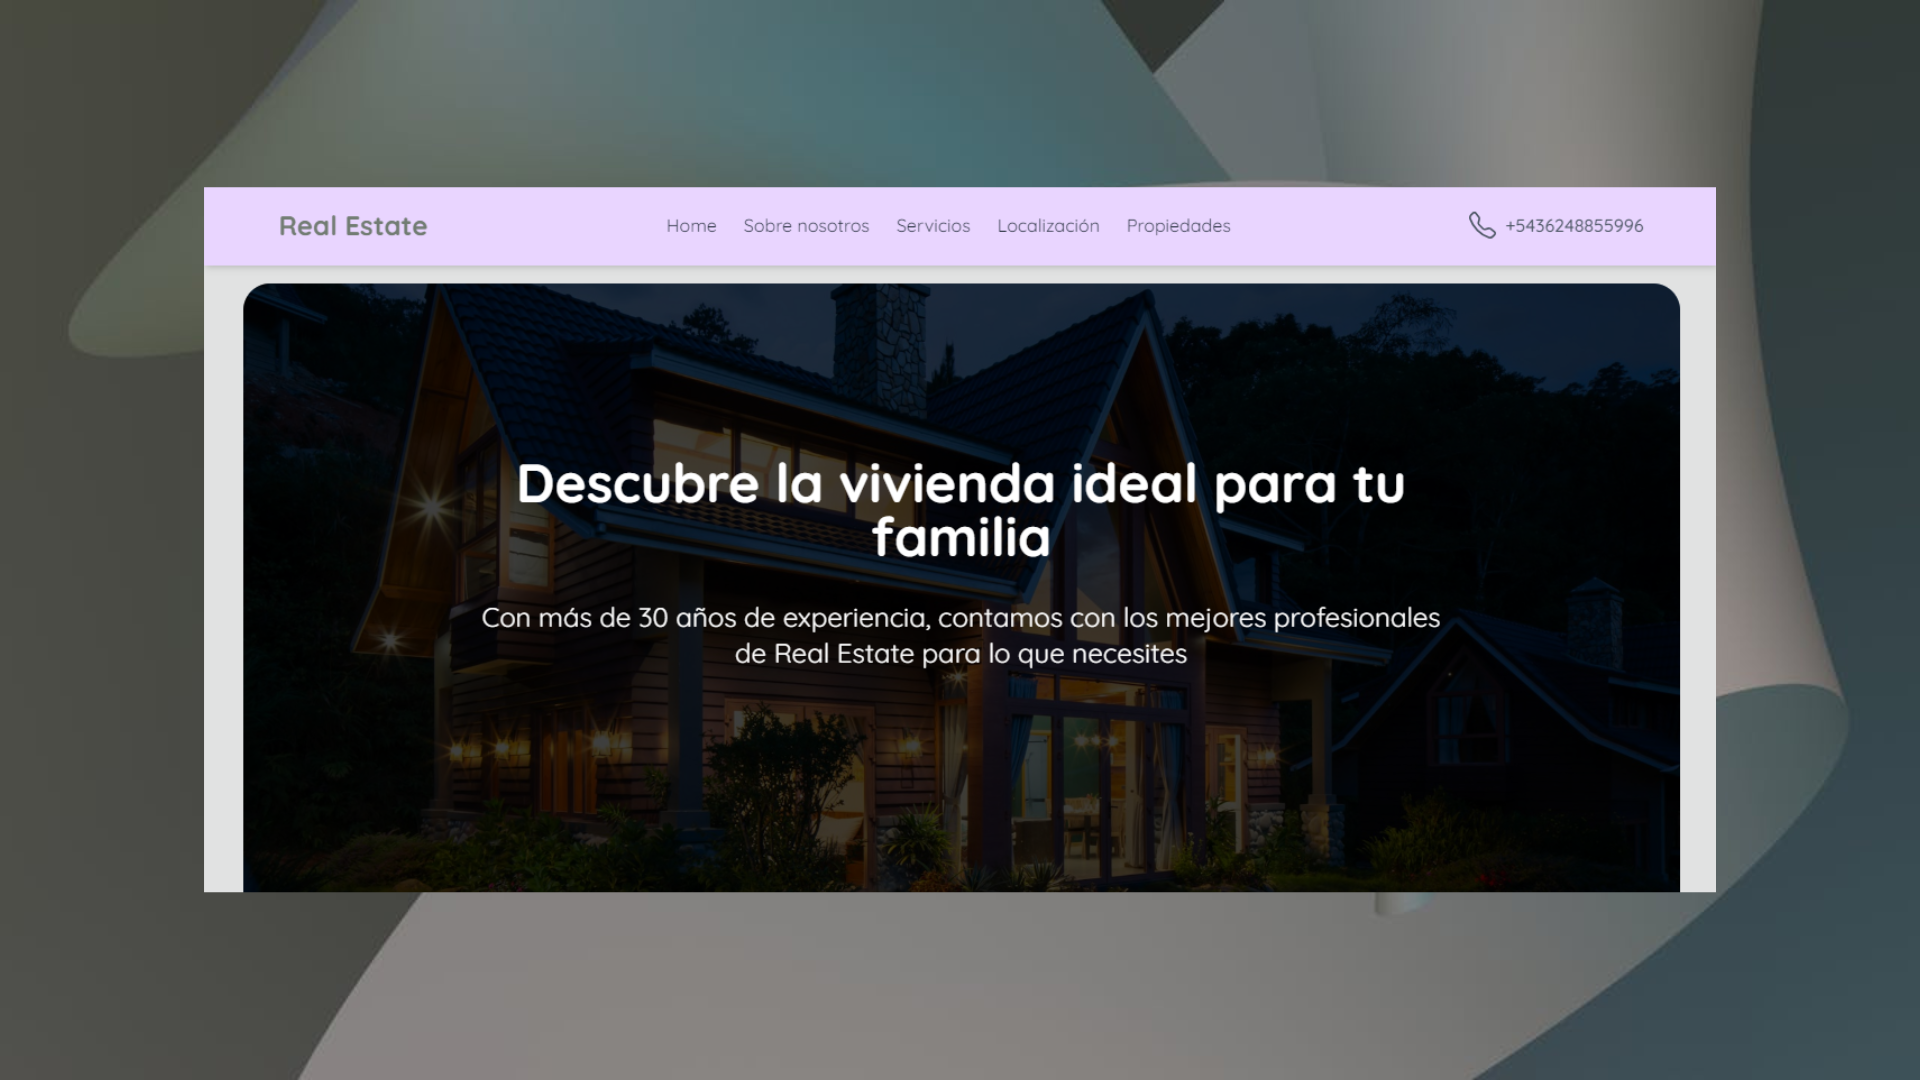 Real Estate
Home Sobre nosotros Servicios Localización Propiedades
+5436248855996
Descubre la vivienda ideal para tu
familia
Con más de 30 años de experiencia, contamos con los mejores profesionales
de Real Estate para lo que necesites